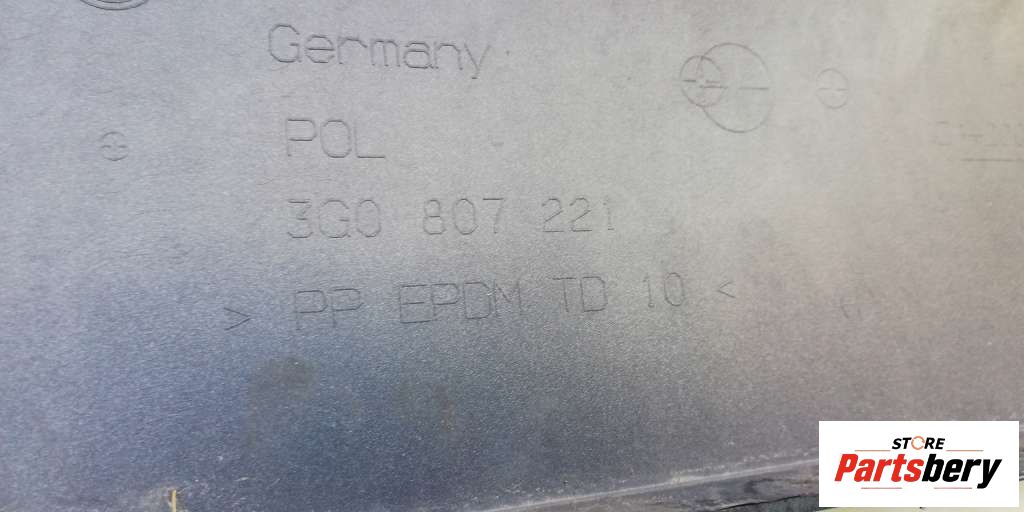 Germany
POL
3G0 807 221
> PP EPDM TD 10 <
STORE
Partsbery